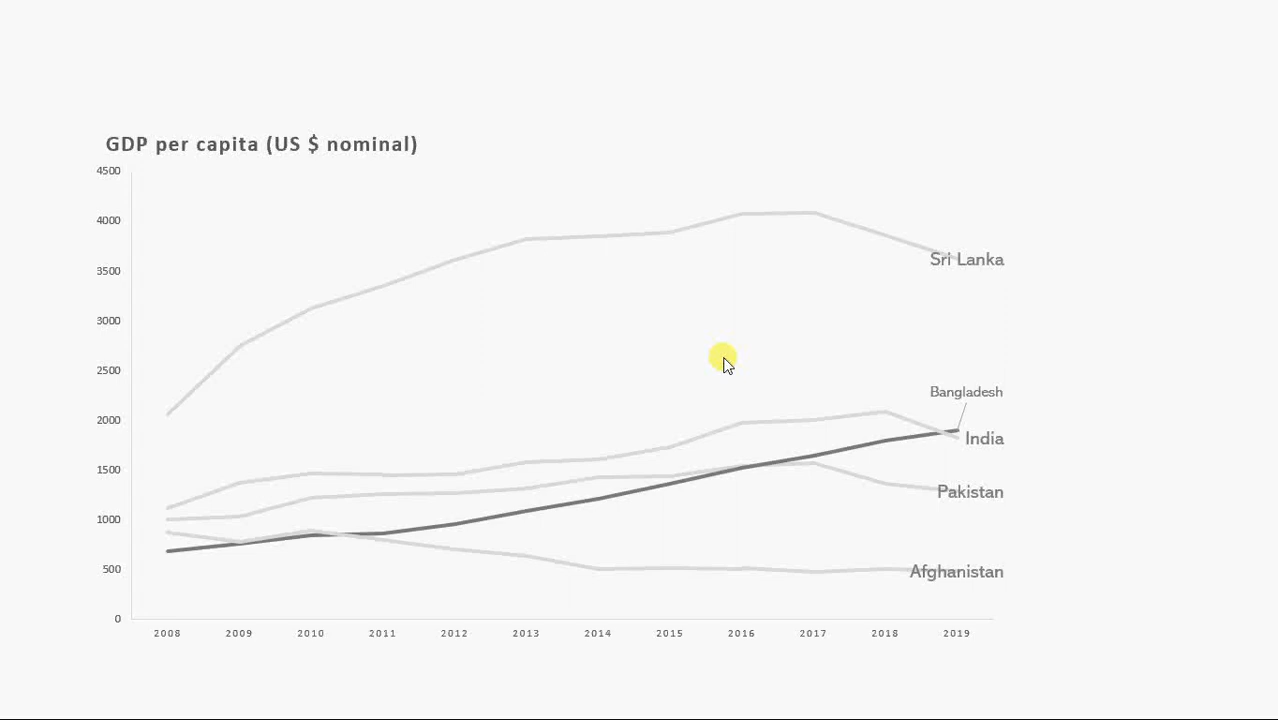 GDP per capita (US $ nominal)
4500
4000
3500
3000
2500
2000
1500
1000
500
0
Sri Lanka
Bangladesh
India
Pakistan
Afghanistan
2008 2009 2010 2011 2012 2013 2014 2015 2016 2017 2018 2019